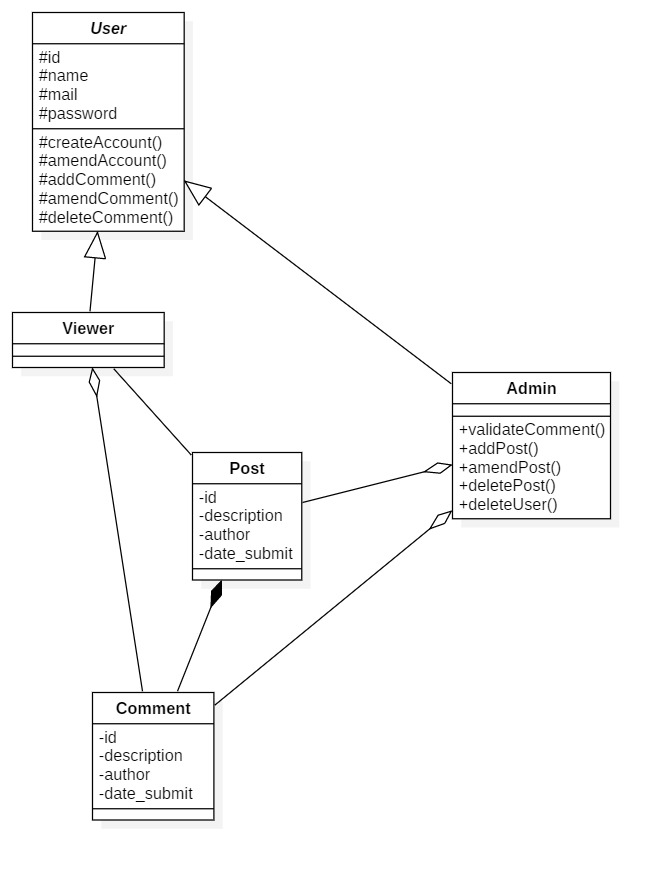 User
#id
#name
#mail
#password
#createAccount()
#amendAccount()
#addComment()
#amendComment()
#deleteComment()
Viewer
Admin
+validateComment()
+addPost()
+amendPost()
+deletePost()
+deleteUser()
Post
-id
-description
-author
-date_submit
Comment
-id
-description
-author
-date_submit